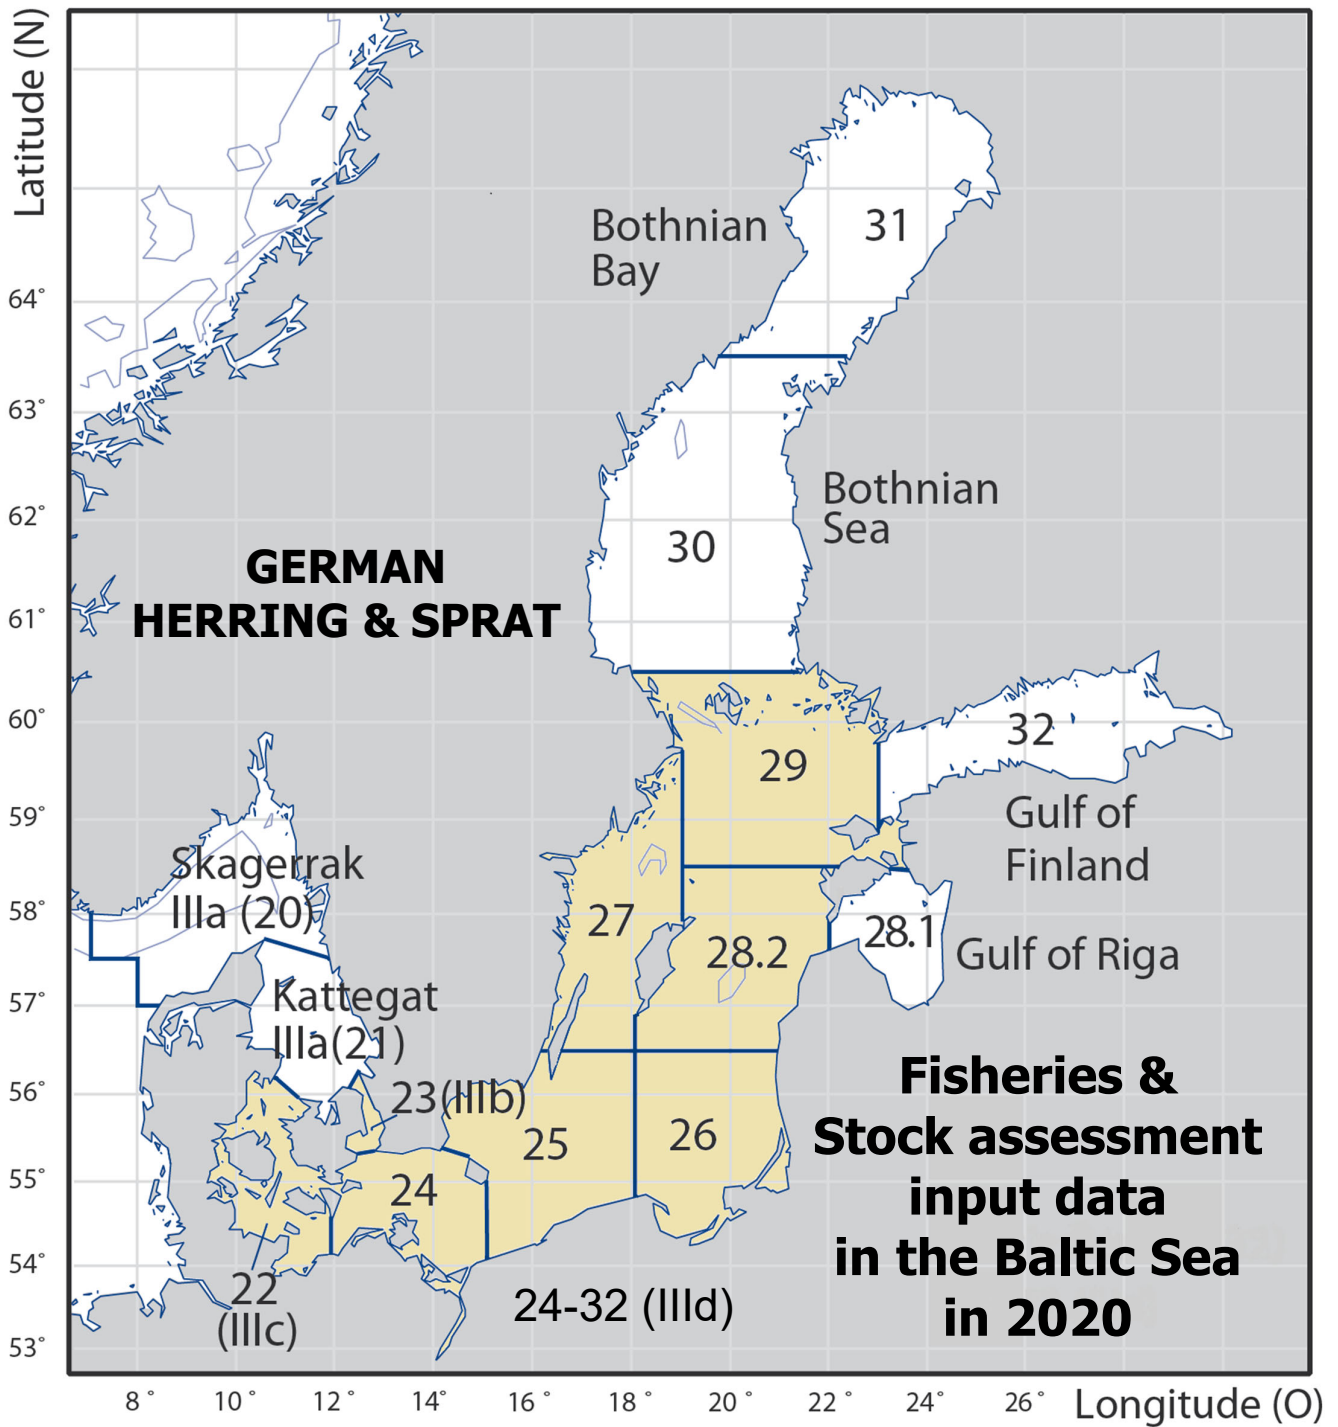 Latitude (N)
Bothnian
Bay
31
64°
63°
Bothnian
Sea
62°
30
GERMAN
HERRING & SPRAT
61°
60°
32
29
59°
Gulf of
Finland
Skagerrak
IIIa (20)
58°
27
28.1
28.2
Gulf of Riga
57°
Kattegat
IIIa(21)
56°
23(IIIb)
25
26
Fisheries &
Stock assessment
input data
in the Baltic Sea
in 2020
55°
24
54°
22
(IIIc)
24-32 (IIId)
53°
8° 10° 12° 14° 16° 18° 20° 22° 24° 26° Longitude (O)